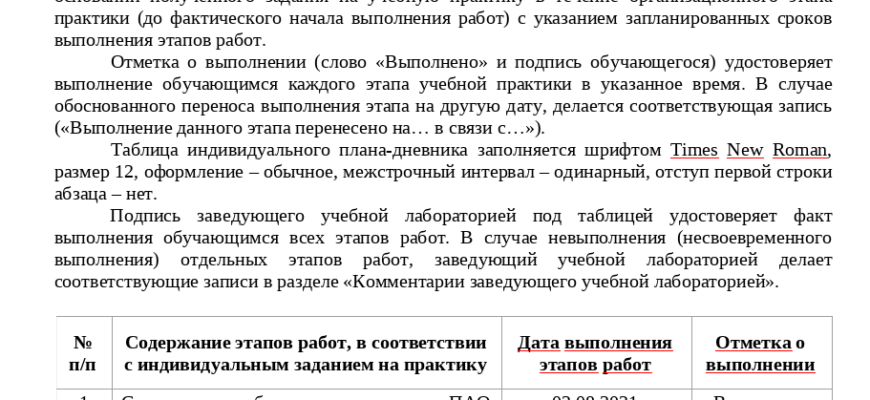 практики (до фактического начала выполнения работ) с указанием запланированных сроков
выполнения этапов работ.
Отметка о выполнении (слово «Выполнено» и подпись обучающегося) удостоверяет
выполнение обучающимся каждого этапа учебной практики в указанное время. В случае
обоснованного переноса выполнения этапа на другую дату, делается соответствующая запись
(«Выполнение данного этапа перенесено на… в связи с…»).
Таблица индивидуального плана-дневника заполняется шрифтом Times New Roman,
размер 12, оформление – обычное, межстрочный интервал – одинарный, отступ первой строки
абзаца – нет.
Подпись заведующего учебной лабораторией под таблицей удостоверяет факт
выполнения обучающимся всех этапов работ. В случае невыполнения (несвоевременного
выполнения) отдельных этапов работ, заведующий учебной лабораторией делает
соответствующие записи в разделе «Комментарии заведующего учебной лабораторией».
№ Содержание этапов работ, в соответствии Дата выполнения Отметка о
п/п с индивидуальным заданием на практику этапов работ выполнении